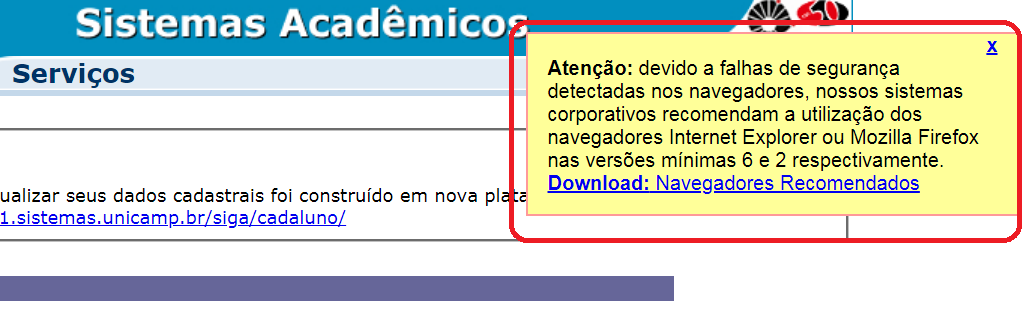 Sistemas Acadêmicos
Serviços
x
Atenção: devido a falhas de segurança
detectadas nos navegadores, nossos sistemas
corporativos recomendam a utilização dos
navegadores Internet Explorer ou Mozilla Firefox
nas versões mínimas 6 e 2 respectivamente.
Download: Navegadores Recomendados
ualizar seus dados cadastrais foi construído em nova plata
1.sistemas.unicamp.br/siga/cadaluno/